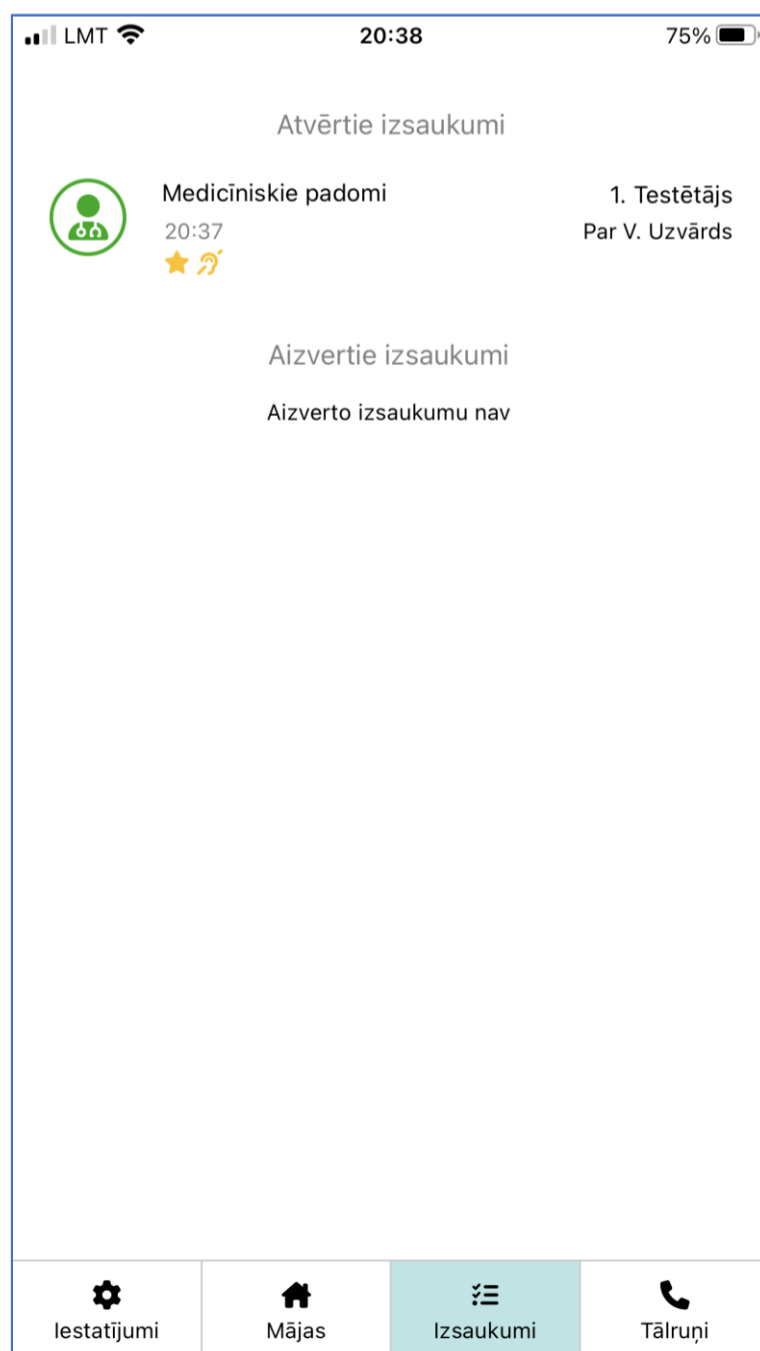 LMT 20:38 75%
Atvērtie izsaukumi
Medicīniskie padomi 1. Testētājs
20:37 Par V. Uzvārds
Aizvertie izsaukumi
Aizverto izsaukumu nav
Iestatījumi Mājas Izsaukumi Tālruņi